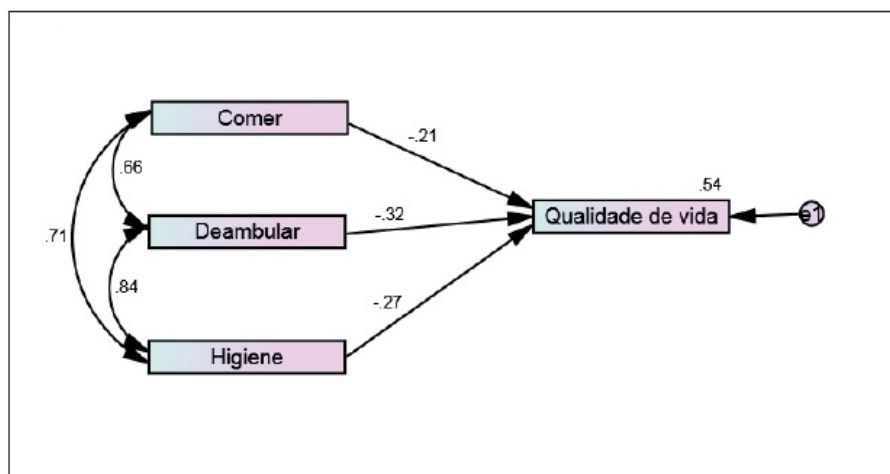 Comer
-.21
.66
.54
Qualidade de vida
e1
Deambular
-.32
.71
.84
-.27
Higiene